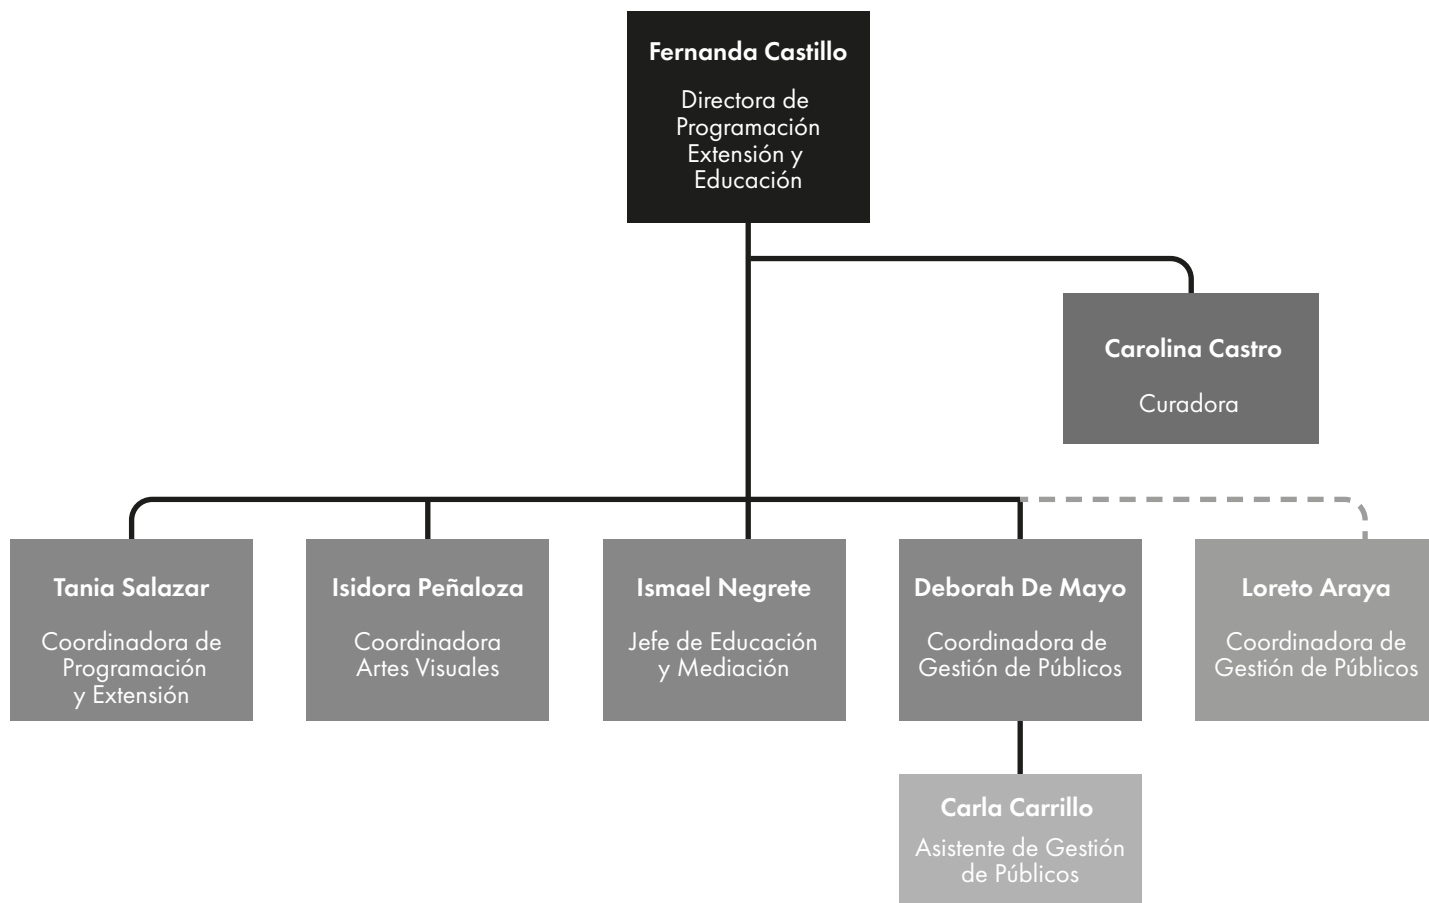 Fernanda Castillo
Directora de
Programación
Extensión y
Educación
Carolina Castro
Curadora
Tania Salazar
Coordinadora de
Programación
y Extensión
Isidora Peñaloza
Coordinadora
Artes Visuales
Ismael Negrete
Jefe de Educación
y Mediación
Deborah De Mayo
Coordinadora de
Gestión de Públicos
Loreto Araya
Coordinadora de
Gestión de Públicos
Carla Carrillo
Asistente de Gestión
de Públicos